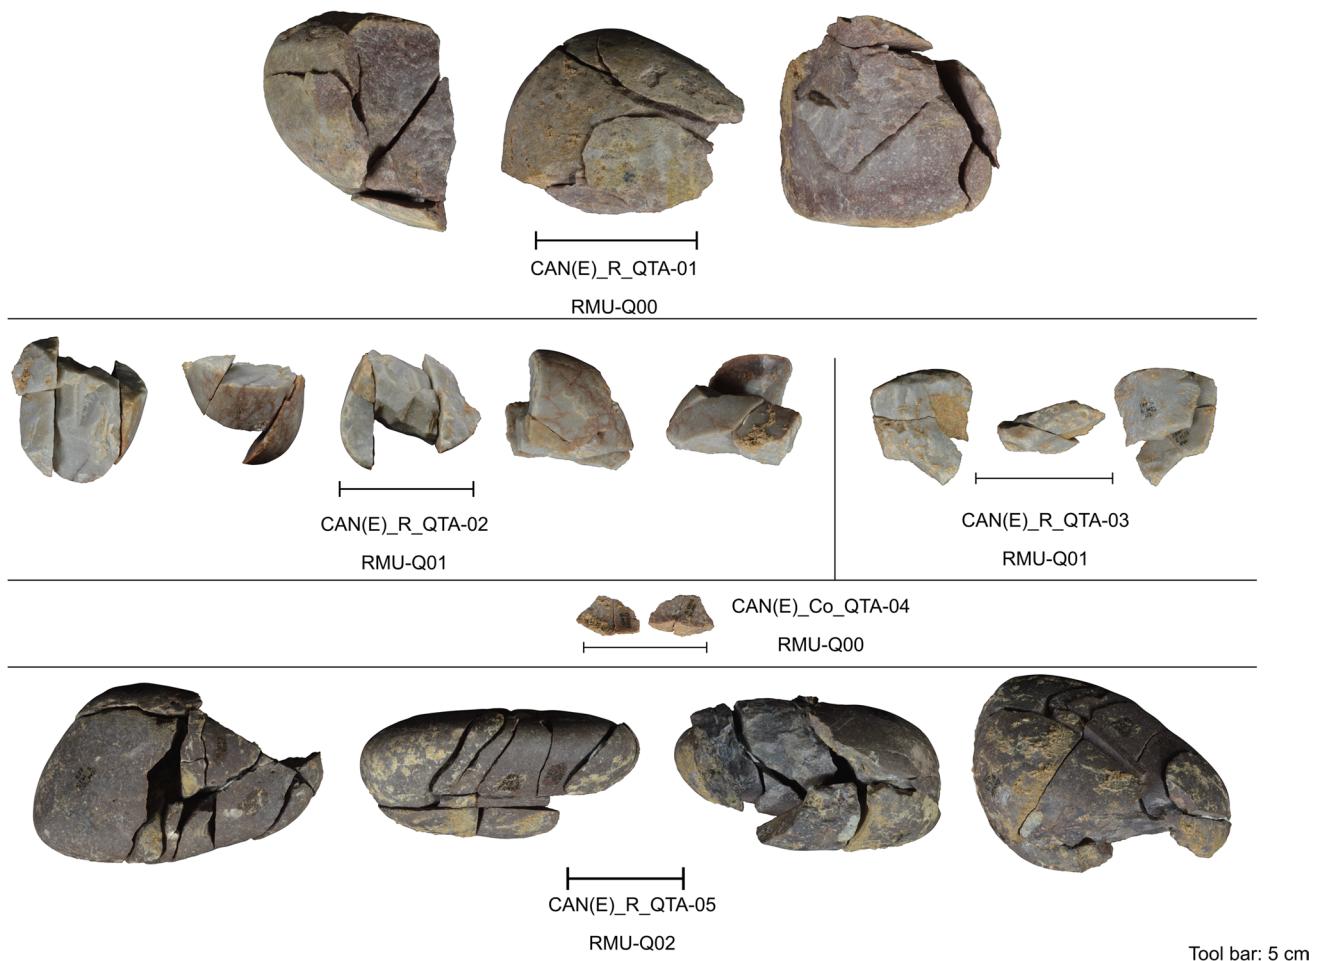 CAN(E)_R_QTA-01
RMU-Q00
CAN(E)_R_QTA-02
RMU-Q01
CAN(E)_R_QTA-03
RMU-Q01
CAN(E)_Co_QTA-04
RMU-Q00
CAN(E)_R_QTA-05
RMU-Q02
Tool bar: 5 cm